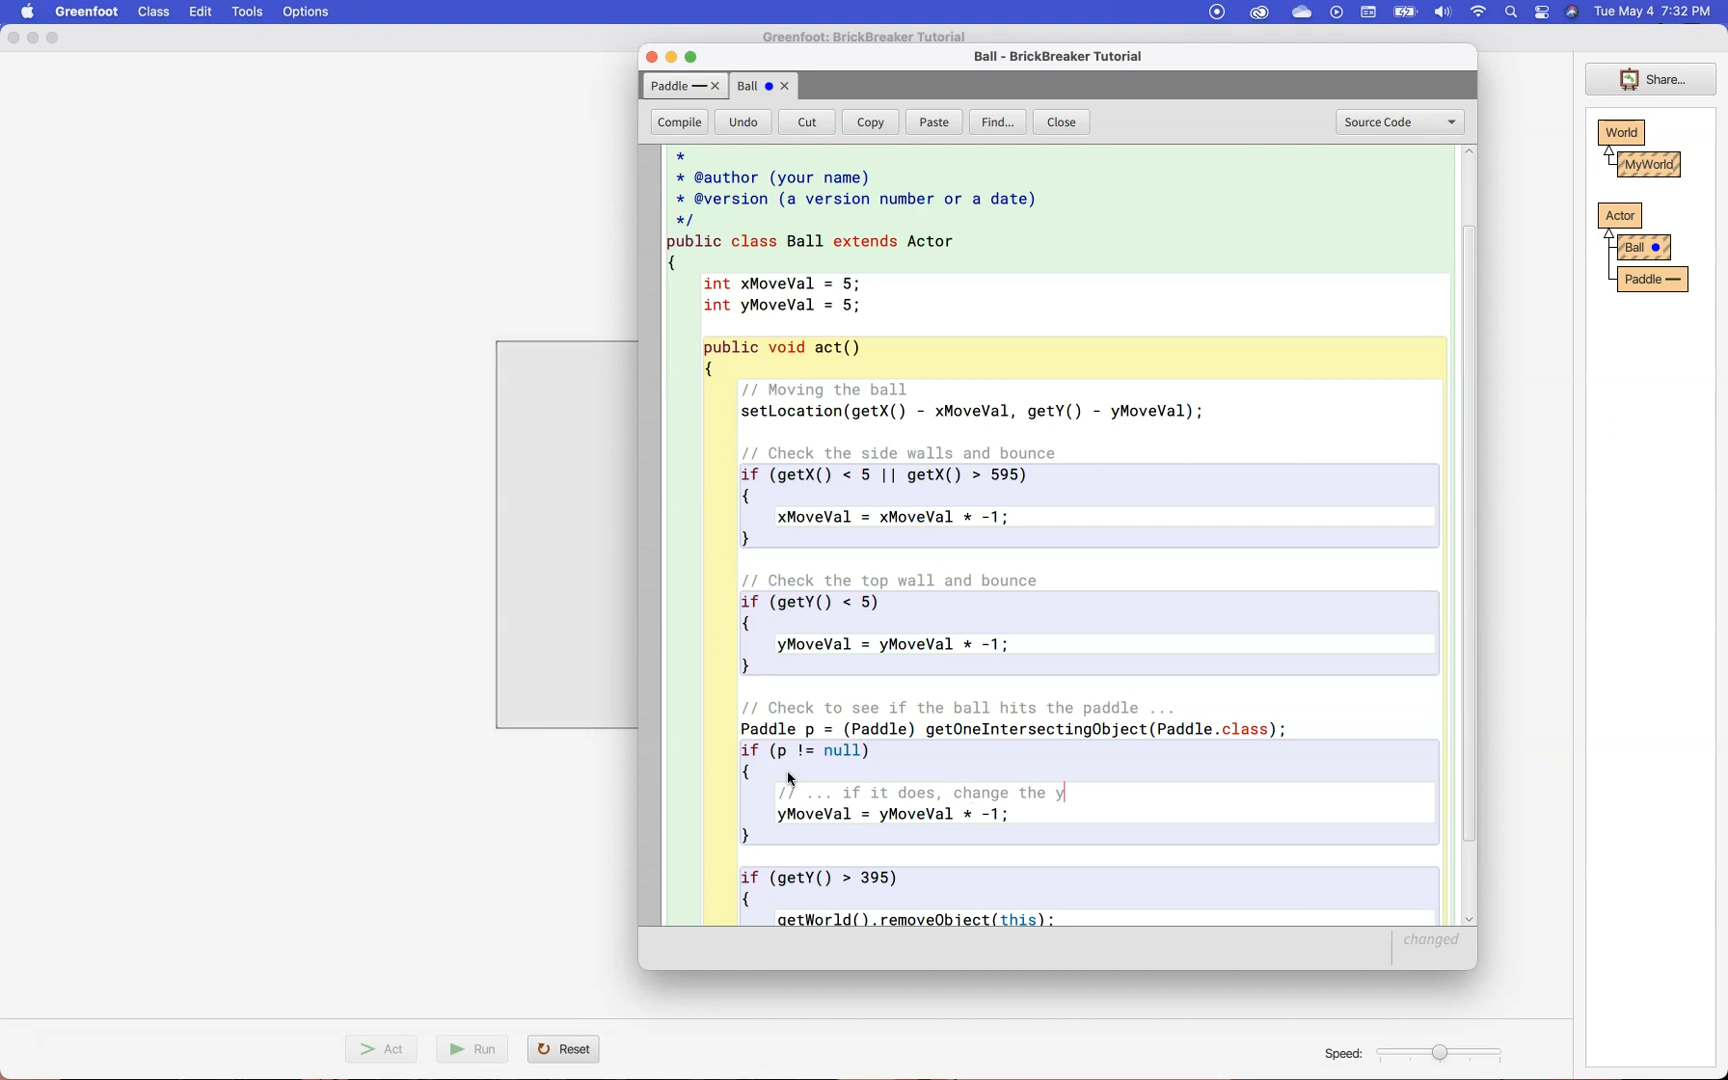 Greenfoot Class Edit Tools Options Tue May 4 7:32 PM
Greenfoot: BrickBreaker Tutorial
Ball - BrickBreaker Tutorial
Paddle Ball
Compile Undo Cut Copy Paste Find... Close Source Code
*
* @author (your name)
* @version (a version number or a date)
*/
public class Ball extends Actor
{
int xMoveVal = 5;
int yMoveVal = 5;
public void act()
{
// Moving the ball
setLocation(getX() - xMoveVal, getY() - yMoveVal);
// Check the side walls and bounce
if (getX() < 5 || getX() > 595)
{
xMoveVal = xMoveVal * -1;
}
// Check the top wall and bounce
if (getY() < 5)
{
yMoveVal = yMoveVal * -1;
}
// Check to see if the ball hits the paddle ...
Paddle p = (Paddle) getOneIntersectingObject(Paddle.class);
if (p != null)
{
// ... if it does, change the y
yMoveVal = yMoveVal * -1;
}
if (getY() > 395)
{
getWorld().removeObject(this);
changed
Share...
World
MyWorld
Actor
Ball
Paddle
> Act Run Reset Speed: